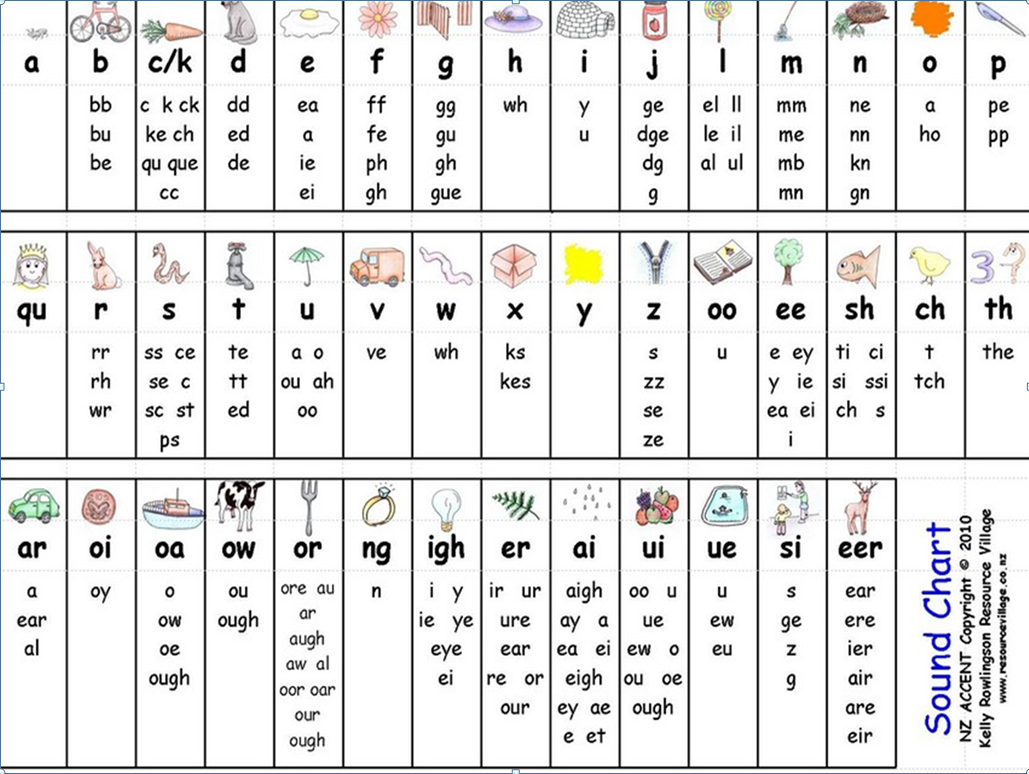 a b c/k d e f g h i j l m n o p
bb c k ck dd ea ff gg wh y ge el ll mm ne a pe
bu ke ch ed a fe gu u dge le il me nn ho pp
be qu que de ie ph gh dg al ul mb kn
cc ei gh gue g mn gn
3 ?
qu r s t u v w x y z oo ee sh ch th
rr ss ce te a o ve wh ks s u e ey ti ci t the
rh se c tt ou ah kes zz y ie si ssi tch
wr sc st ed oo se ea ei ch s
ps ze i
ar oi oa ow or ng igh er ai ui ue si eer
a oy o ou ore au n i y ir ur aigh oo u u s ear
ar
ear ow ough ie ye ure ay a ue ew ge ere
augh
al oe eye ear ea ei ew o eu z ier
aw al
ough ei re or eigh ou oe g air
oor oar
our our ey ae ough are
ough e et eir
Sound Chart
NZ ACCENT Copyright © 2010
Kelly Rowlingson Resource Village
www.resourcevillage.co.nz